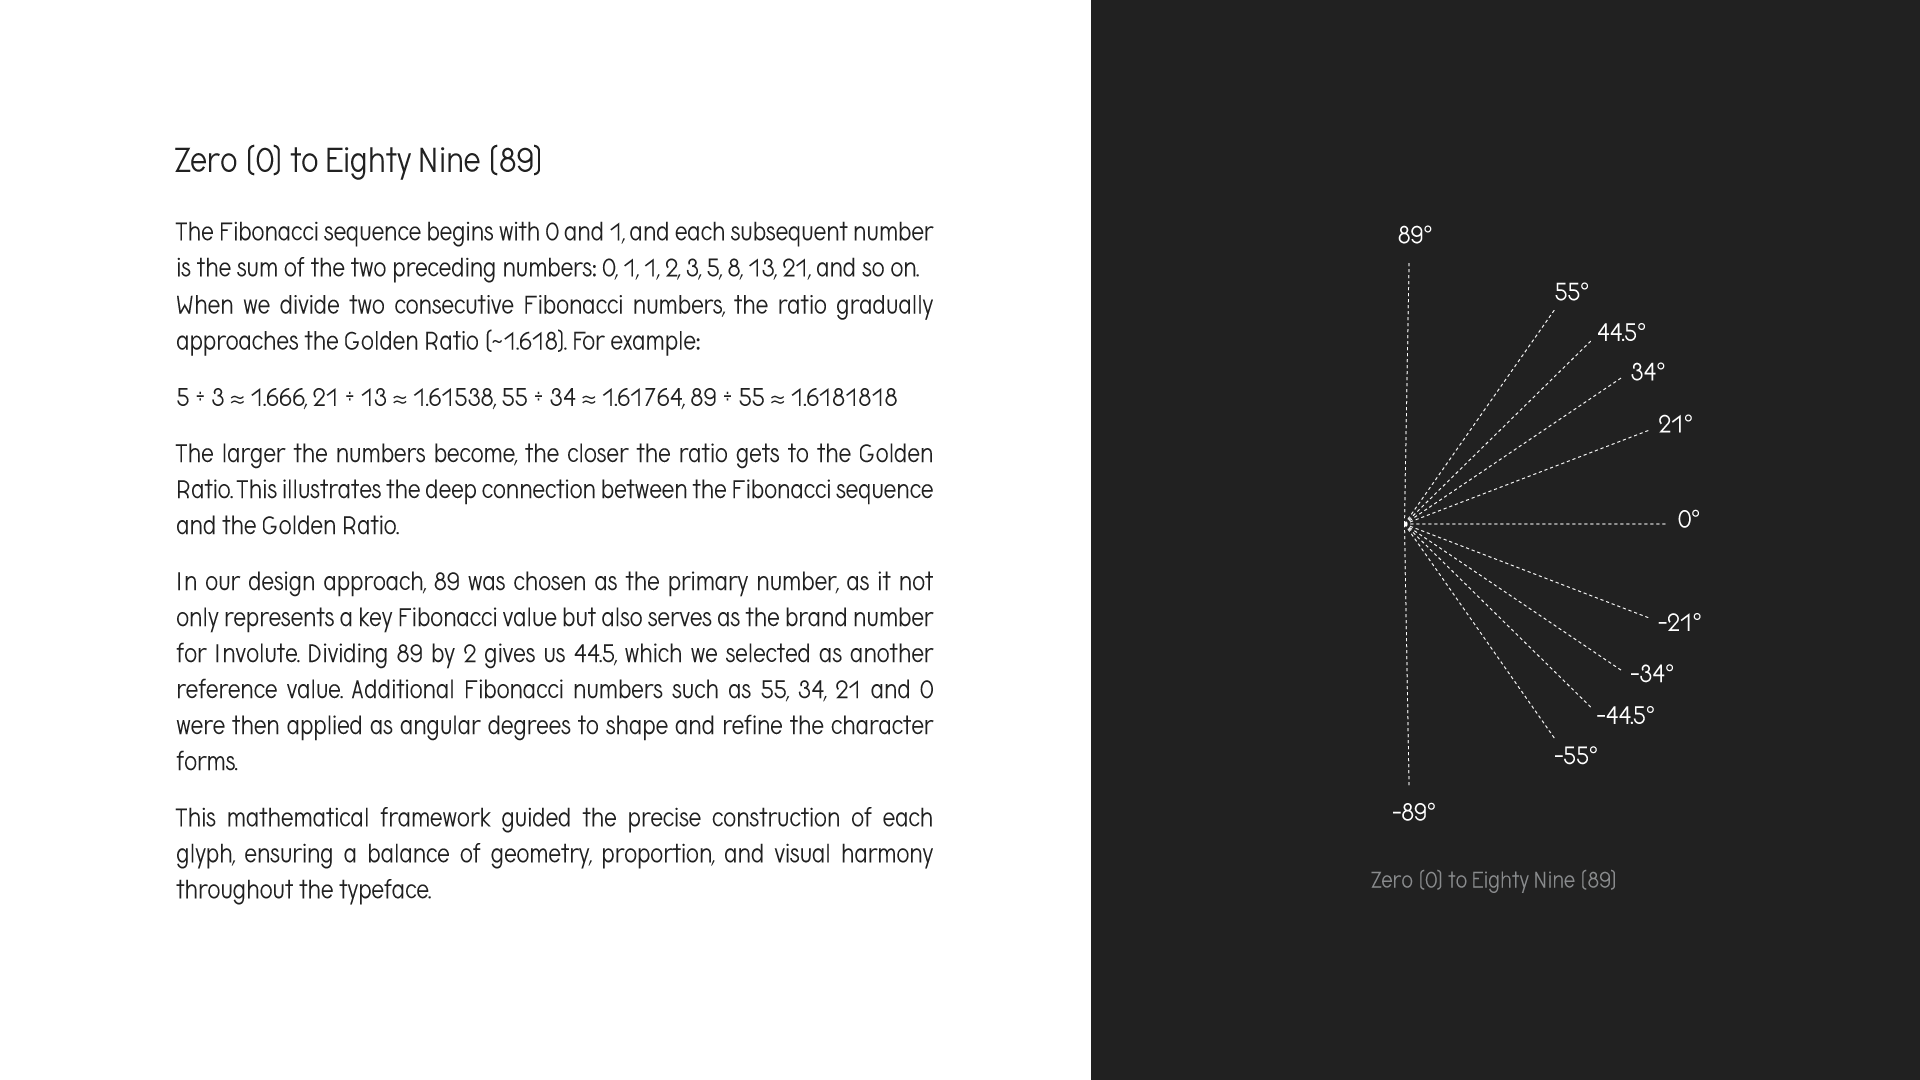 Zero (0) to Eighty Nine (89)
The Fibonacci sequence begins with 0 and 1, and each subsequent number
is the sum of the two preceding numbers: 0, 1, 1, 2, 3, 5, 8, 13, 21, and so on.
When we divide two consecutive Fibonacci numbers, the ratio gradually
approaches the Golden Ratio (~1.618). For example:
5 ÷ 3 ≈ 1.666, 21 ÷ 13 ≈ 1.61538, 55 ÷ 34 ≈ 1.61764, 89 ÷ 55 ≈ 1.6181818
The larger the numbers become, the closer the ratio gets to the Golden
Ratio. This illustrates the deep connection between the Fibonacci sequence
and the Golden Ratio.
In our design approach, 89 was chosen as the primary number, as it not
only represents a key Fibonacci value but also serves as the brand number
for Involute. Dividing 89 by 2 gives us 44.5, which we selected as another
reference value. Additional Fibonacci numbers such as 55, 34, 21 and 0
were then applied as angular degrees to shape and refine the character
forms.
This mathematical framework guided the precise construction of each
glyph, ensuring a balance of geometry, proportion, and visual harmony
throughout the typeface.
89°
55°
44.5°
34°
21°
0°
-21°
-34°
-44.5°
-55°
-89°
Zero (0) to Eighty Nine (89)